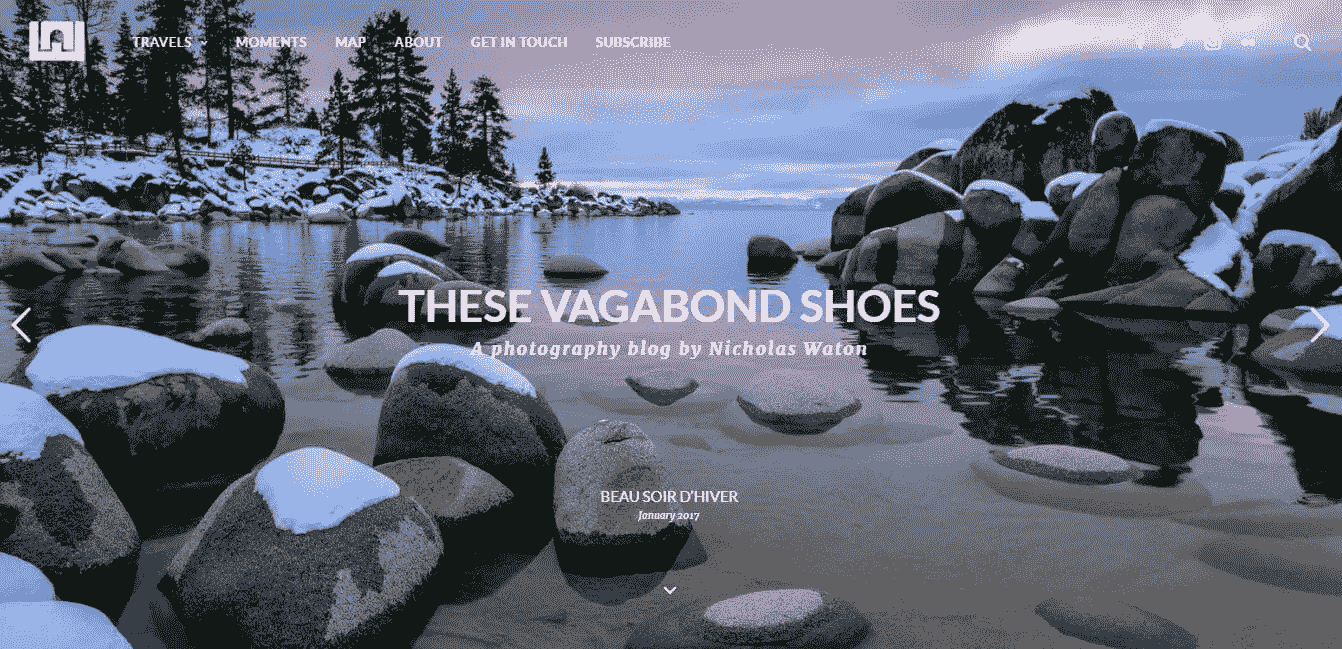 TRAVELS MOMENTS MAP ABOUT GET IN TOUCH SUBSCRIBE
THESE VAGABOND SHOES
A photography blog by Nicholas Waton
BEAU SOIR D'HIVER
January 2017